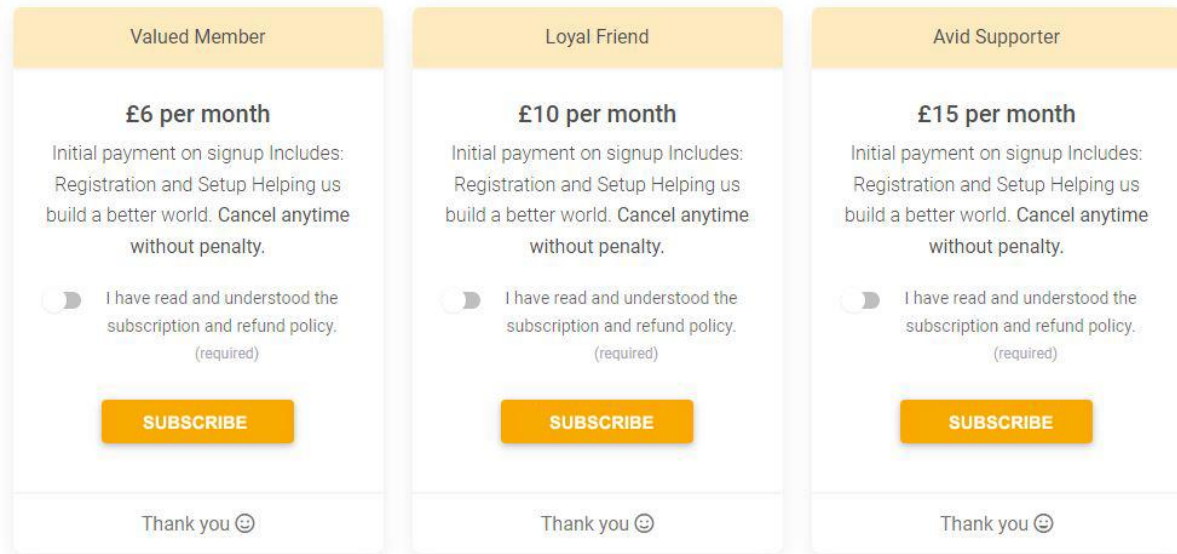 Valued Member
£6 per month
Initial payment on signup Includes:
Registration and Setup Helping us
build a better world. Cancel anytime
without penalty.
I have read and understood the
subscription and refund policy.
(required)
SUBSCRIBE
Thank you
Loyal Friend
£10 per month
Initial payment on signup Includes:
Registration and Setup Helping us
build a better world. Cancel anytime
without penalty.
I have read and understood the
subscription and refund policy.
(required)
SUBSCRIBE
Thank you
Avid Supporter
£15 per month
Initial payment on signup Includes:
Registration and Setup Helping us
build a better world. Cancel anytime
without penalty.
I have read and understood the
subscription and refund policy.
(required)
SUBSCRIBE
Thank you